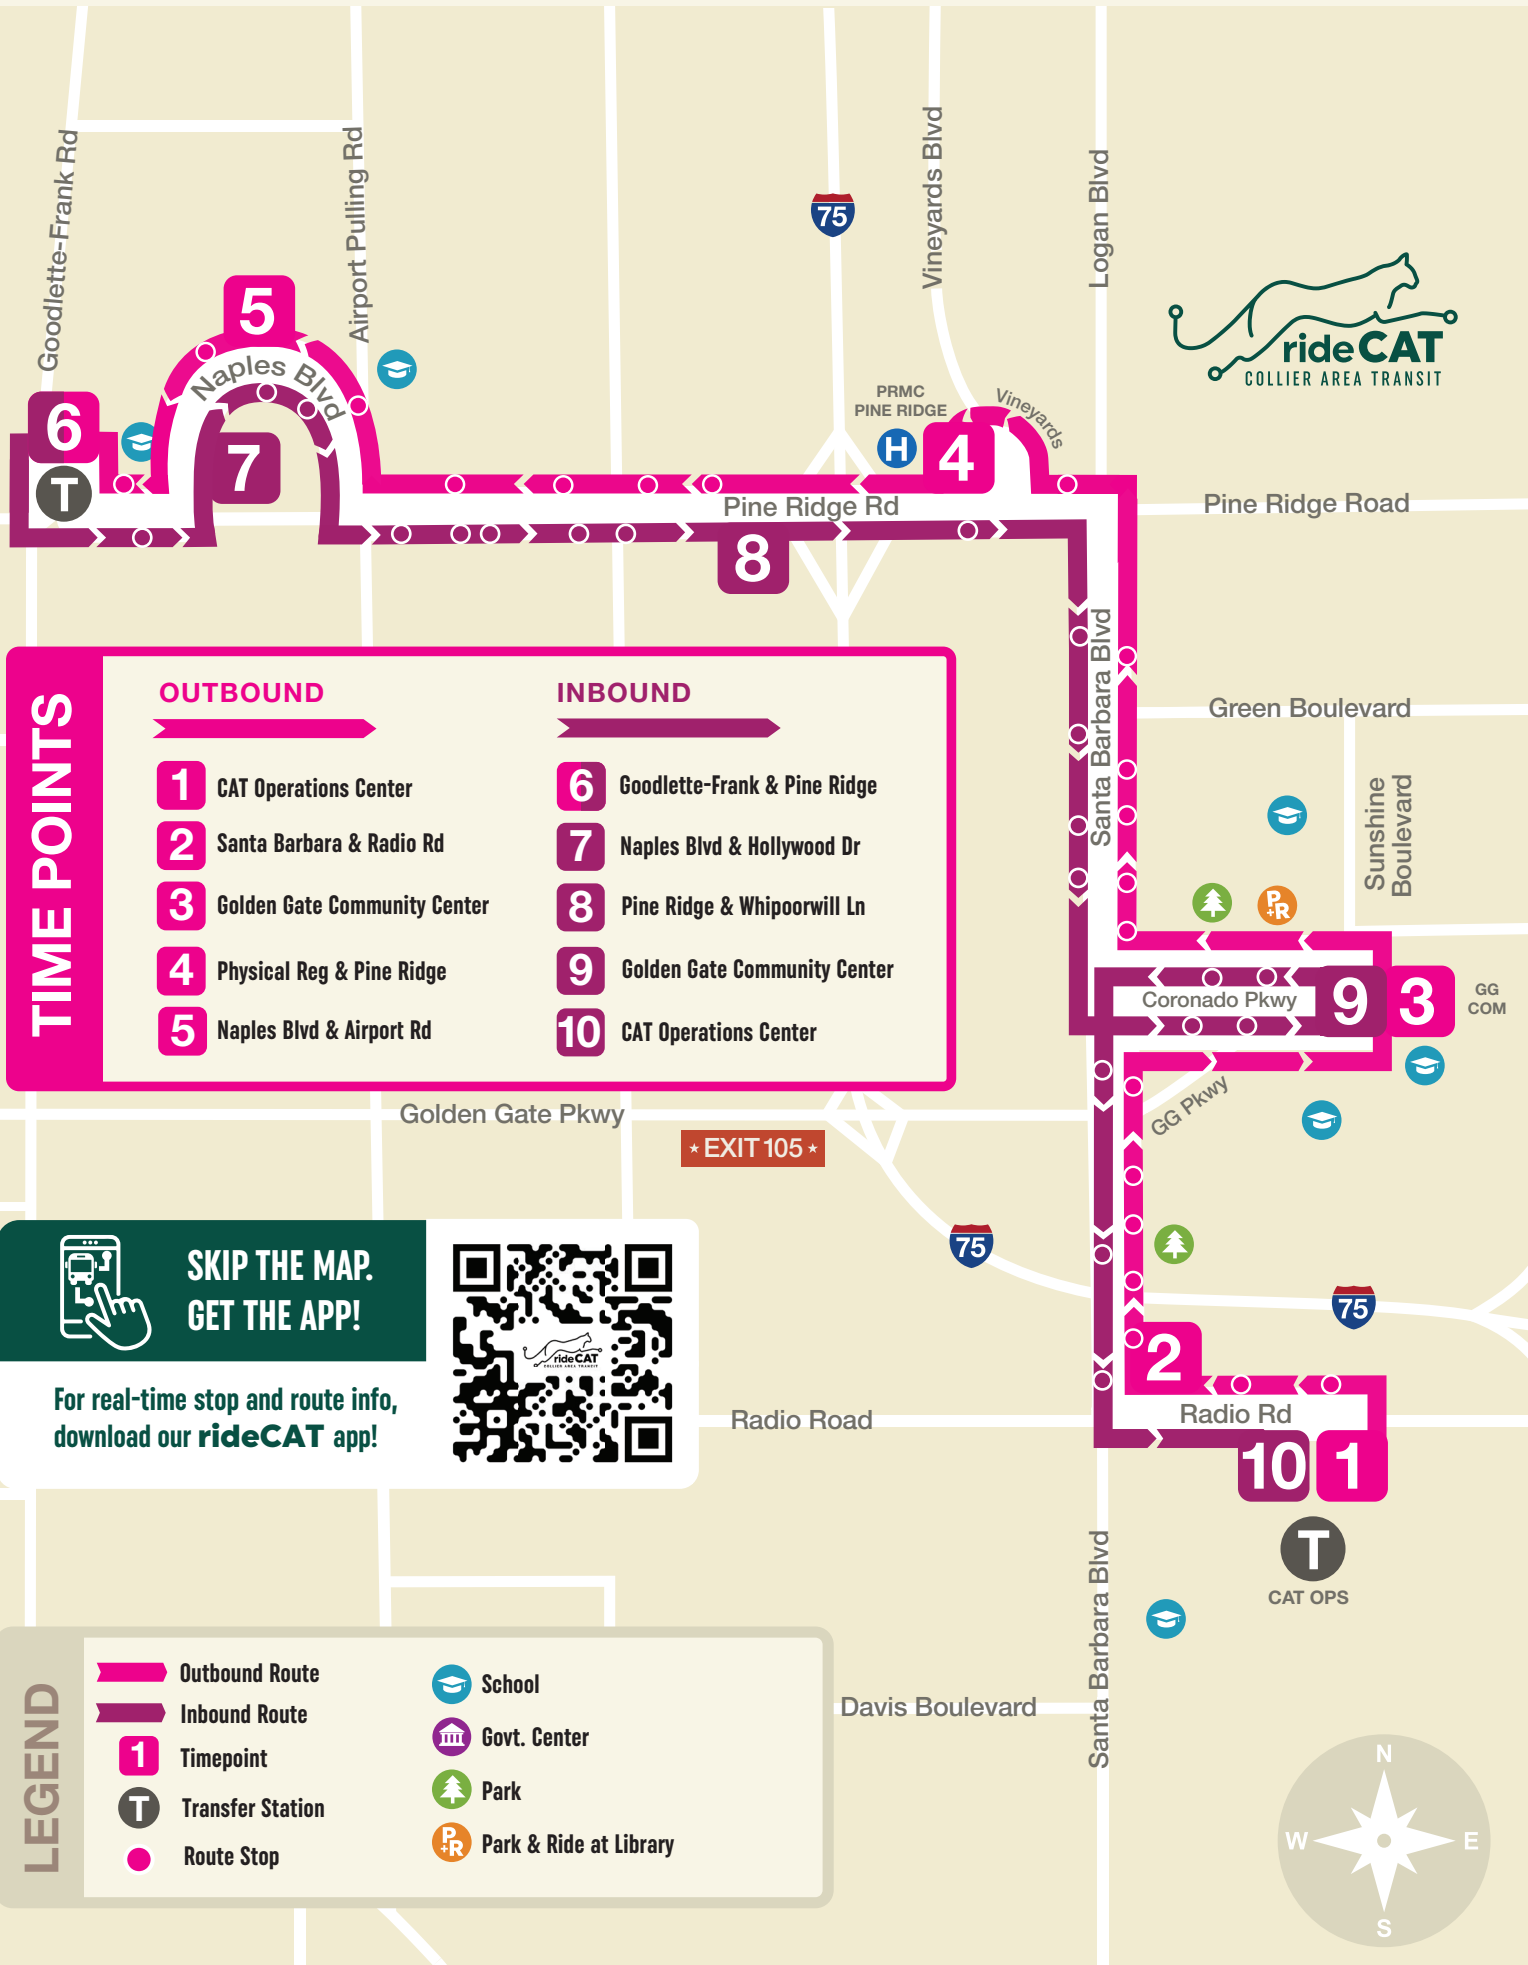 Goodlette-Frank Rd
Airport Pulling Rd
75
Vineyards Blvd
Logan Blvd
rideCAT
COLLIER AREA TRANSIT
5
Naples Blvd
6
T
7
PRMC
PINE RIDGE
H
4
Vineyards
Pine Ridge Rd
Pine Ridge Road
8
Santa Barbara Blvd
Green Boulevard
Sunshine
Boulevard
P+R
TIME POINTS
OUTBOUND
1 CAT Operations Center
2 Santa Barbara & Radio Rd
3 Golden Gate Community Center
4 Physical Reg & Pine Ridge
5 Naples Blvd & Airport Rd
INBOUND
6 Goodlette-Frank & Pine Ridge
7 Naples Blvd & Hollywood Dr
8 Pine Ridge & Whipoorwill Ln
9 Golden Gate Community Center
10 CAT Operations Center
Coronado Pkwy
9
3
GG
COM
GG Pkwy
Golden Gate Pkwy
EXIT 105
75
75
SKIP THE MAP.
GET THE APP!
For real-time stop and route info,
download our rideCAT app!
rideCAT
COLLIER AREA TRANSIT
2
Radio Road
Radio Rd
10
1
T
CAT OPS
Santa Barbara Blvd
Davis Boulevard
LEGEND
Outbound Route
Inbound Route
1 Timepoint
T Transfer Station
Route Stop
School
Govt. Center
Park
P+R Park & Ride at Library
N
W
E
S